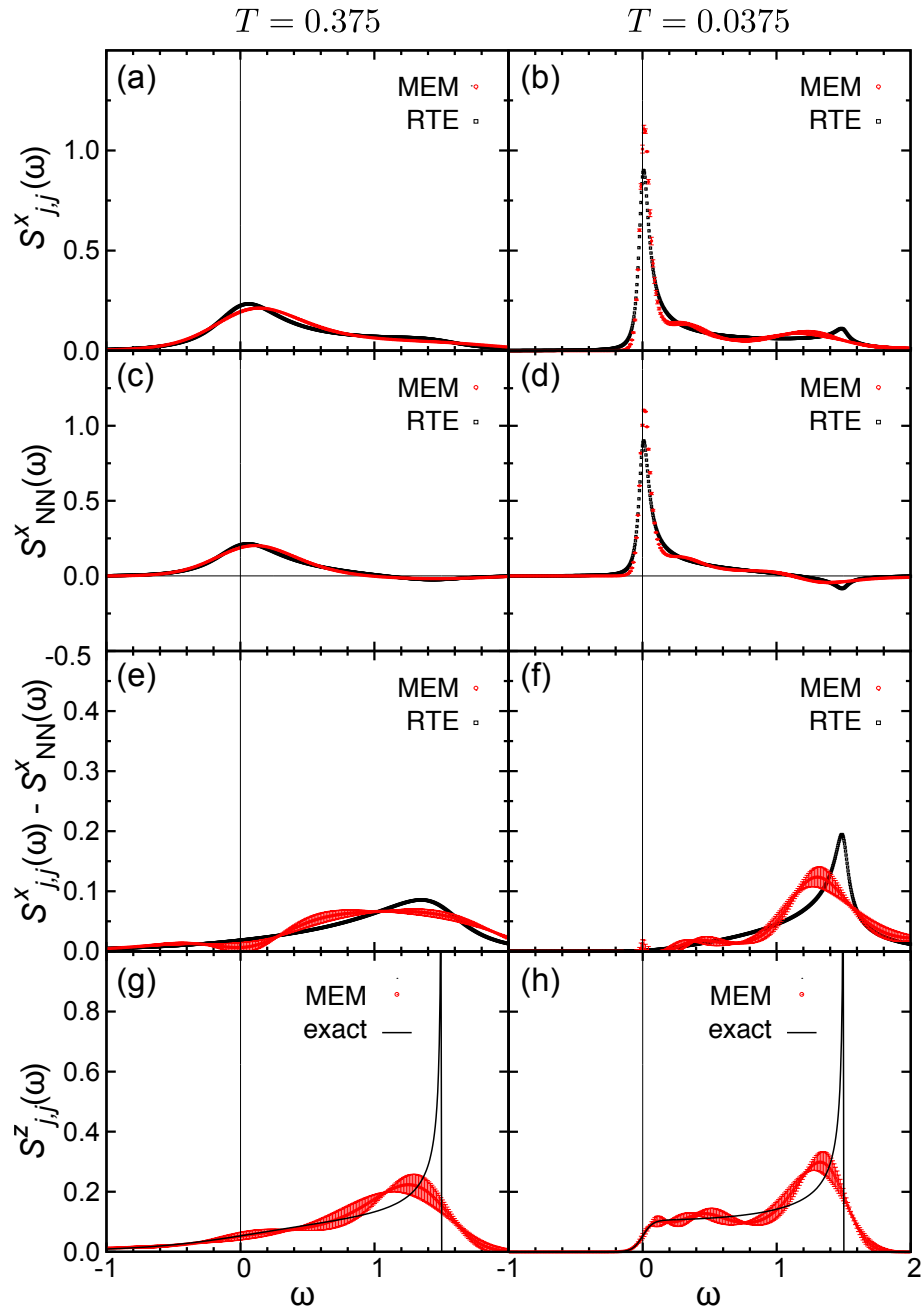 T = 0.375
T = 0.0375
(a)
MEM
RTE
(b)
MEM
RTE
S^x_{j,j}(ω)
1.0
0.5
0.0
(c)
MEM
RTE
(d)
MEM
RTE
S^x_{NN}(ω)
1.0
0.5
0.0
-0.5
(e)
MEM
RTE
(f)
MEM
RTE
S^x_{j,j}(ω) - S^x_{NN}(ω)
0.4
0.3
0.2
0.1
0.0
(g)
MEM
exact
(h)
MEM
exact
S^z_{j,j}(ω)
0.8
0.6
0.4
0.2
0.0
-1 0 1 -1 0 1 2
ω ω